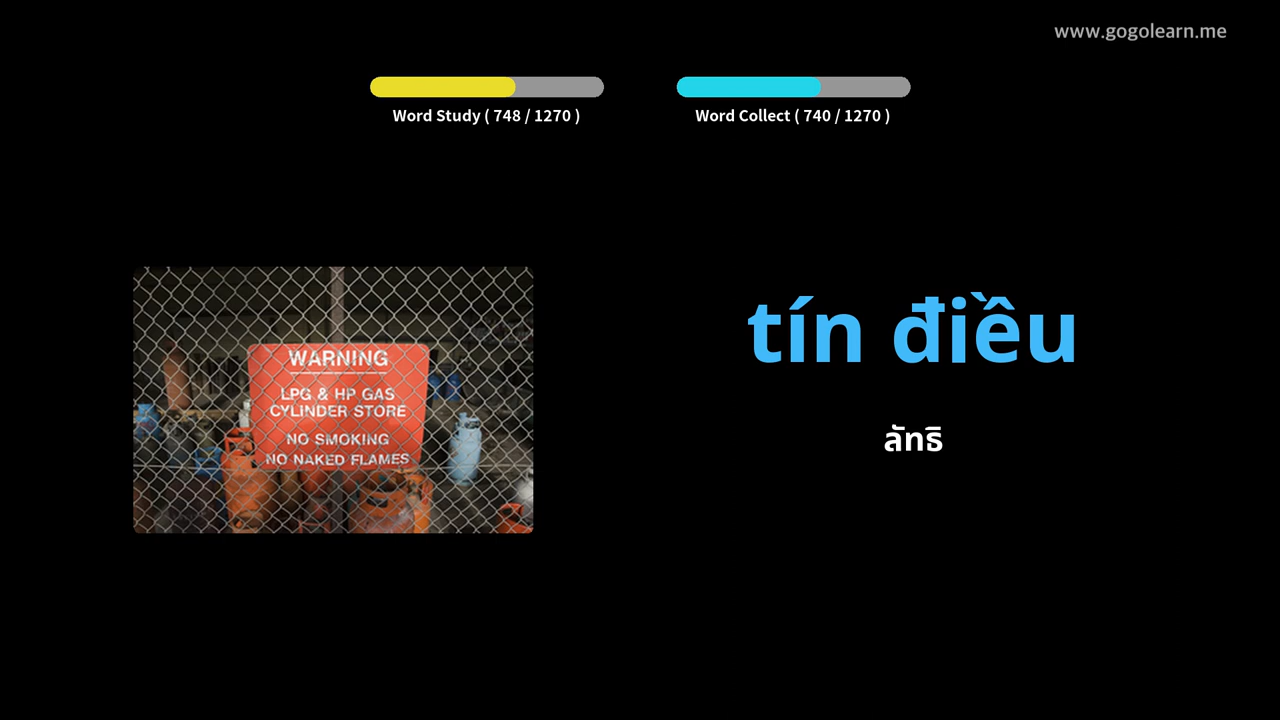 www.gogolearn.me
Word Study ( 748 / 1270 )
Word Collect ( 740 / 1270 )
WARNING
LPG & HP GAS
CYLINDER STORE
NO SMOKING
NO NAKED FLAMES
tín điều
ลัทธิ